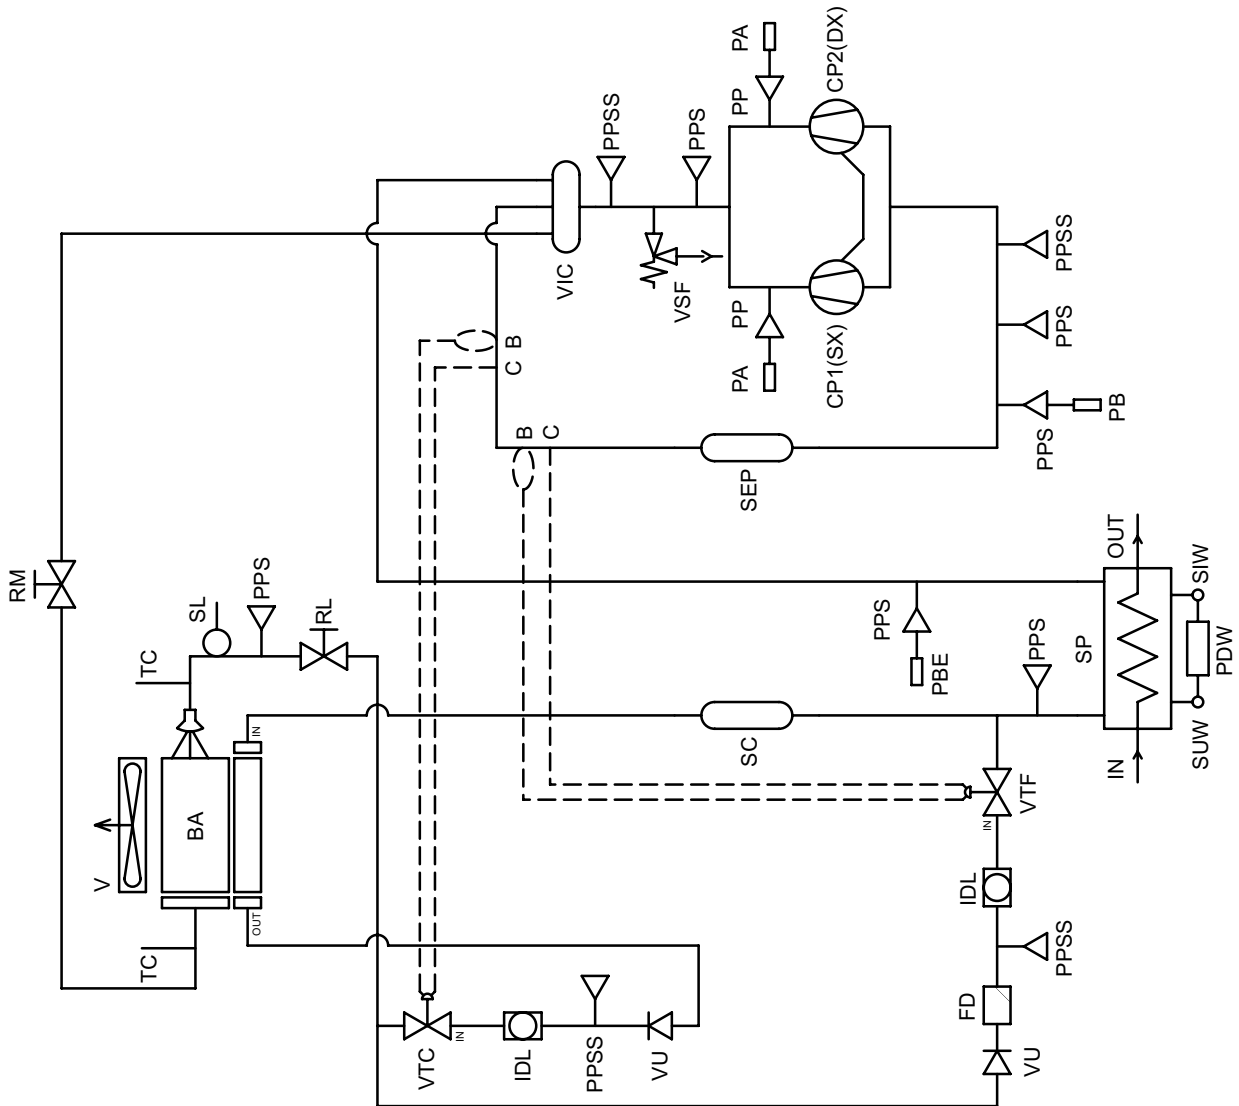 PA
CP2(DX)
PP
PPSS
PPS
VIC
VSF
PP
PA
CP1(SX)
B
C
B
C
PPSS
PPS
PPS
PB
SEP
RM
SL
PPS
RL
TC
V
BA
IN
OUT
TC
PPS
PBE
SC
PPS
SP
OUT
IN
SIW
PDW
SUW
VTF
IN
IDL
PPSS
FD
VU
VTC
IN
IDL
PPSS
VU